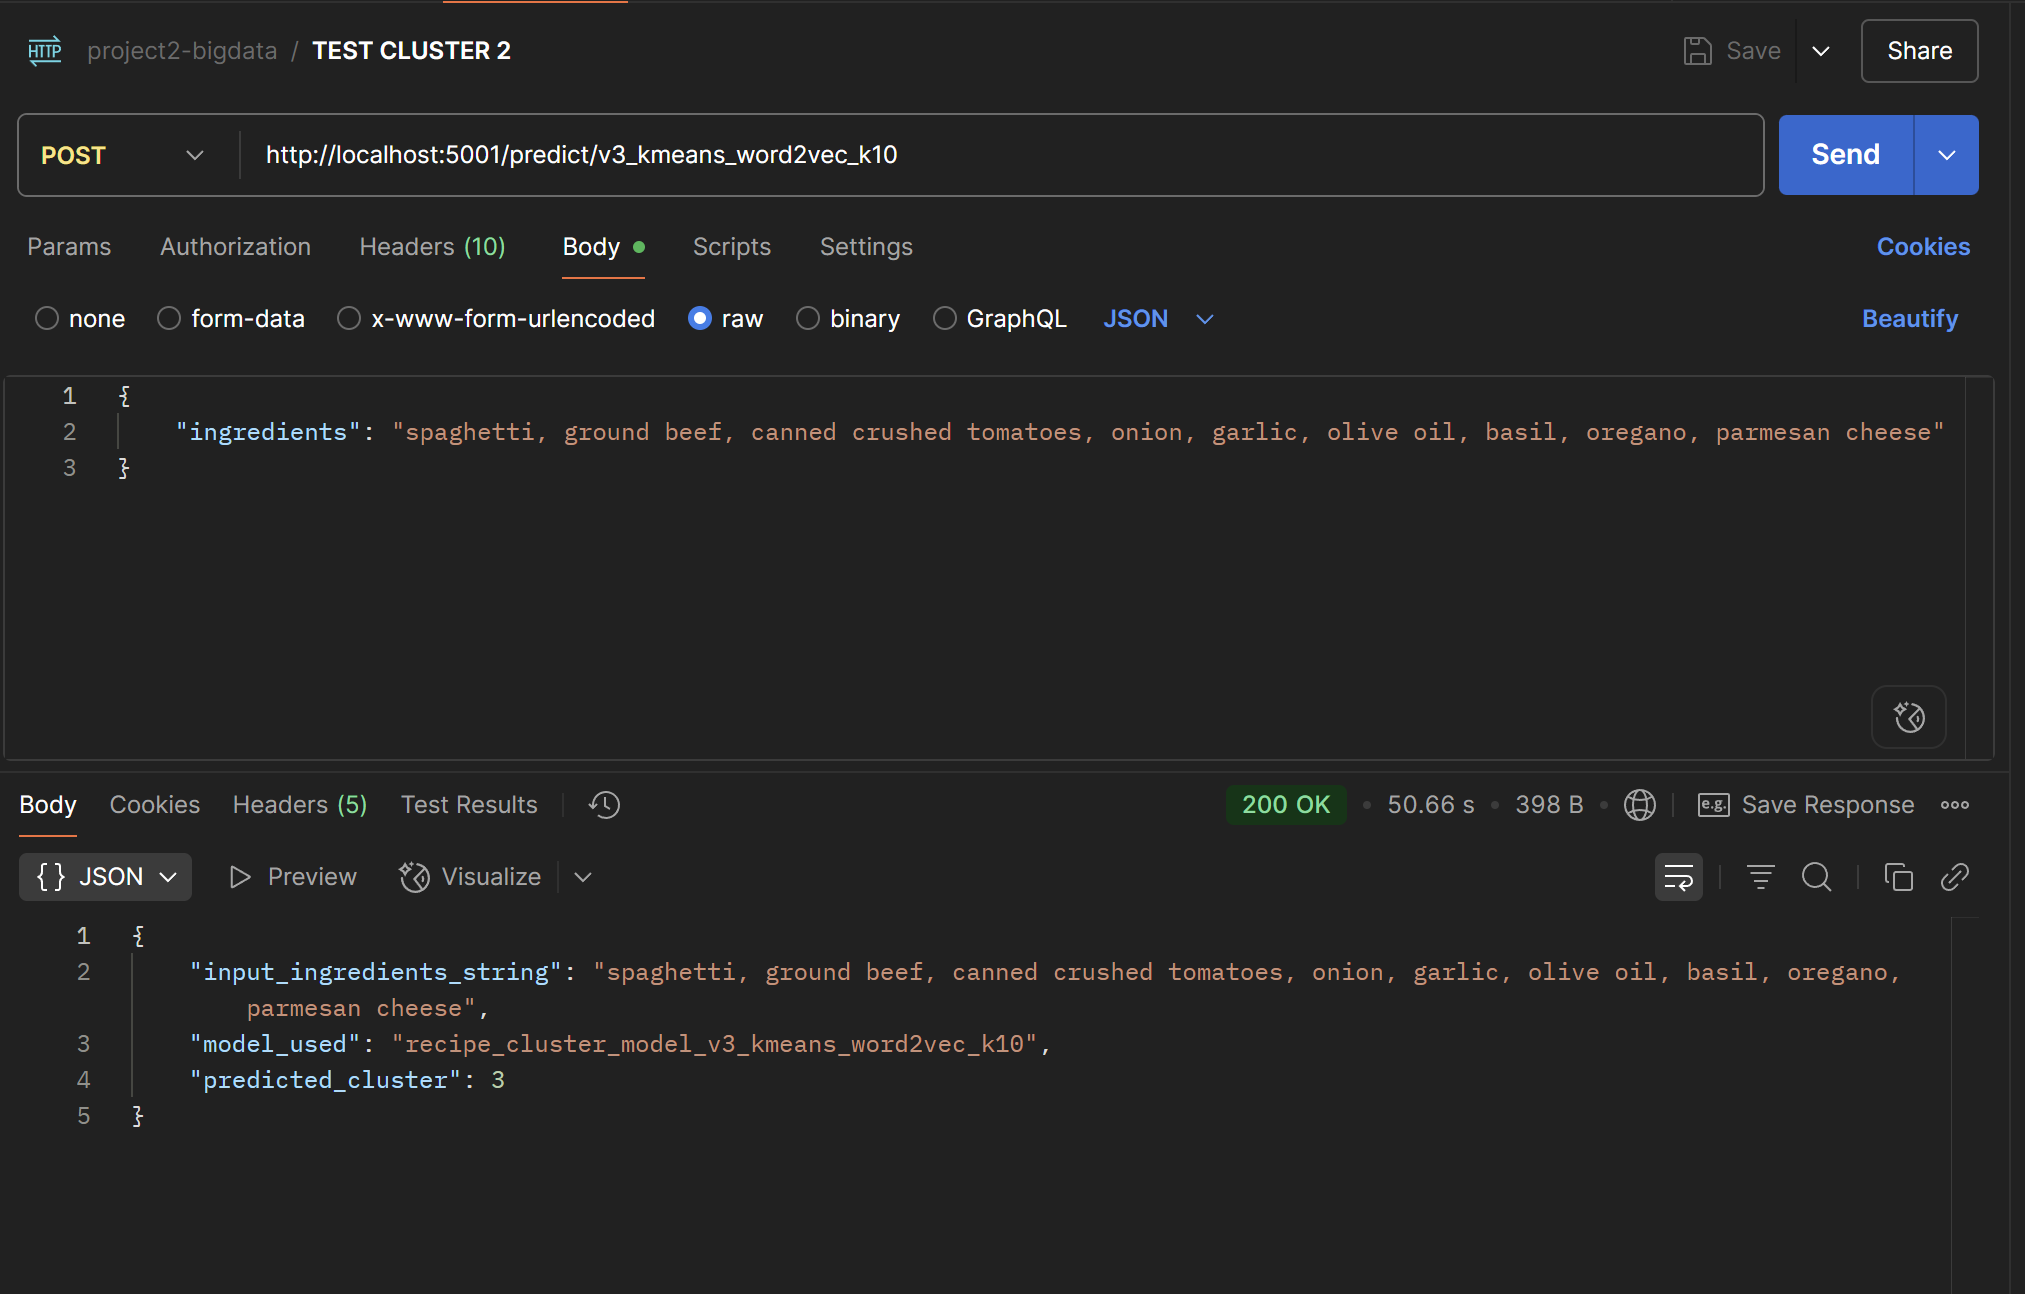 HTTP project2-bigdata / TEST CLUSTER 2 Save Share
POST http://localhost:5001/predict/v3_kmeans_word2vec_k10 Send
Params Authorization Headers (10) Body Scripts Settings Cookies
none form-data x-www-form-urlencoded raw binary GraphQL JSON Beautify
1 {
2 "ingredients": "spaghetti, ground beef, canned crushed tomatoes, onion, garlic, olive oil, basil, oregano, parmesan cheese"
3 }
Body Cookies Headers (5) Test Results 200 OK • 50.66 s • 398 B • e.g. Save Response
{} JSON Preview Visualize
1 {
2 "input_ingredients_string": "spaghetti, ground beef, canned crushed tomatoes, onion, garlic, olive oil, basil, oregano,
parmesan cheese",
3 "model_used": "recipe_cluster_model_v3_kmeans_word2vec_k10",
4 "predicted_cluster": 3
5 }